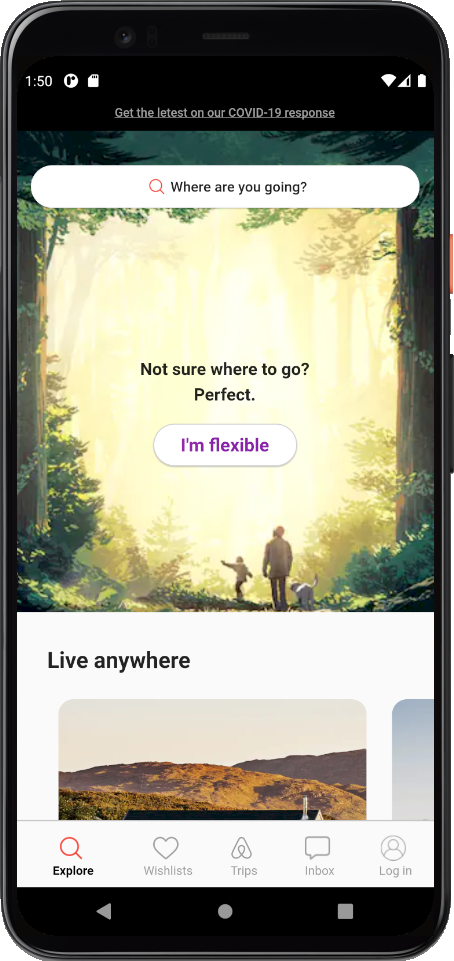 1:50
Get the letest on our COVID-19 response
Where are you going?
Not sure where to go?
Perfect.
I'm flexible
Live anywhere
Explore
Wishlists
Trips
Inbox
Log in